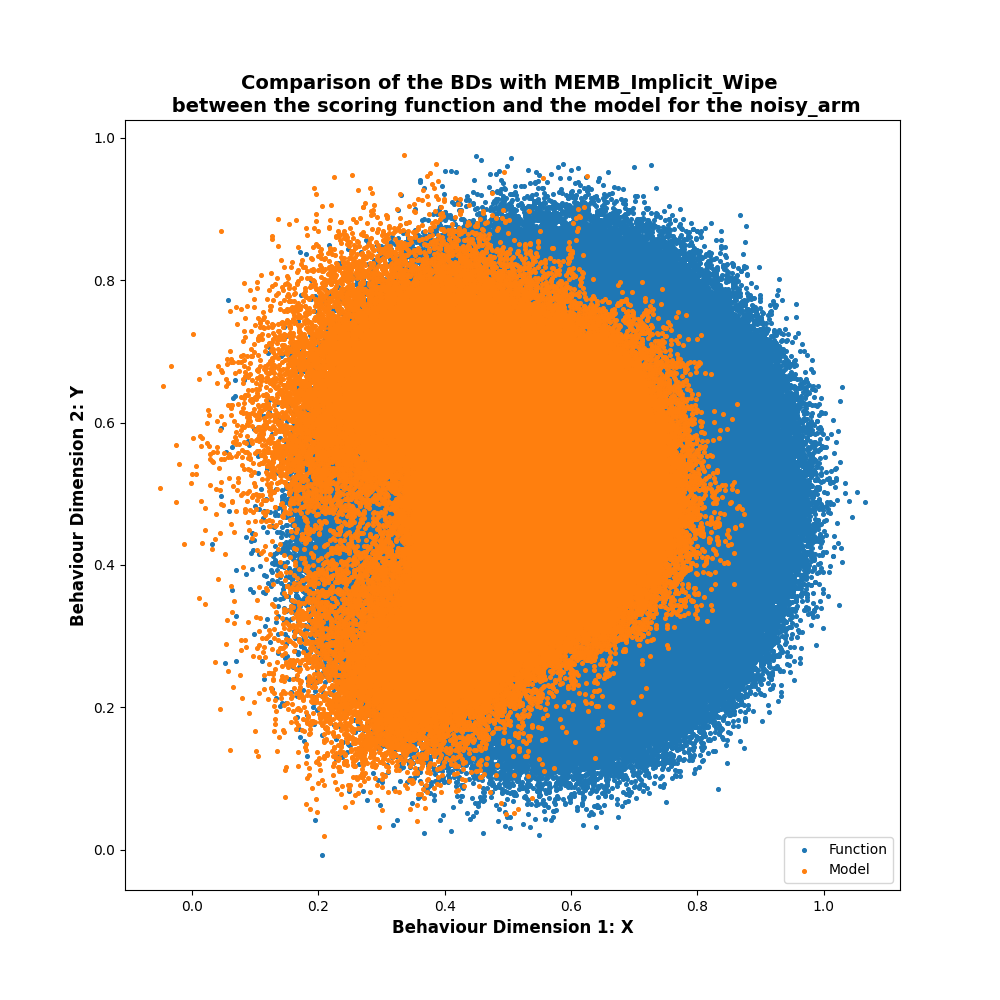 Comparison of the BDs with MEMB_Implicit_Wipe
between the scoring function and the model for the noisy_arm
1.0
0.8
0.6
0.4
0.2
0.0
Behaviour Dimension 2: Y
Function
Model
0.0 0.2 0.4 0.6 0.8 1.0
Behaviour Dimension 1: X